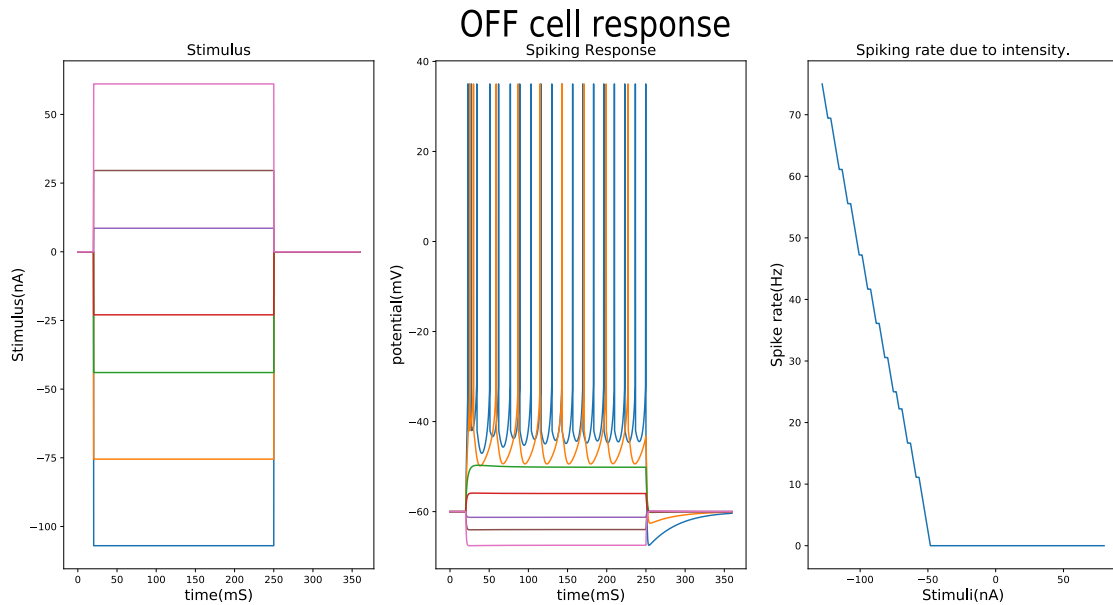 OFF cell response
Stimulus
Stimulus(nA)
50
25
0
−25
−50
−75
−100
0 50 100 150 200 250 300 350
time(mS)
Spiking Response
potential(mV)
40
20
0
−20
−40
−60
0 50 100 150 200 250 300 350
time(mS)
Spiking rate due to intensity.
Spike rate(Hz)
70
60
50
40
30
20
10
0
−100 −50 0 50
Stimuli(nA)